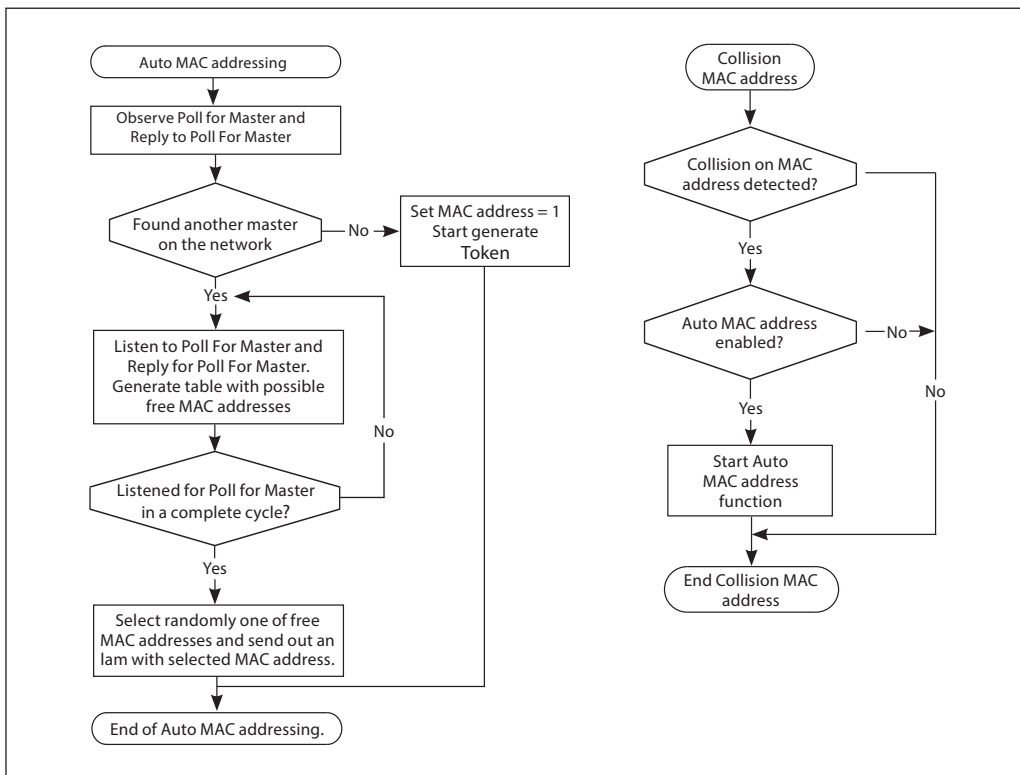 Auto MAC addressing
Observe Poll for Master and
Reply to Poll For Master
Found another master
on the network
No
Set MAC address = 1
Start generate
Token
Yes
Listen to Poll For Master and
Reply for Poll For Master.
Generate table with possible
free MAC addresses
No
Listened for Poll for Master
in a complete cycle?
Yes
Select randomly one of free
MAC addresses and send out an
Iam with selected MAC address.
End of Auto MAC addressing.
Collision
MAC address
Collision on MAC
address detected?
Yes
Auto MAC address
enabled?
No
No
Yes
Start Auto
MAC address
function
End Collision MAC
address